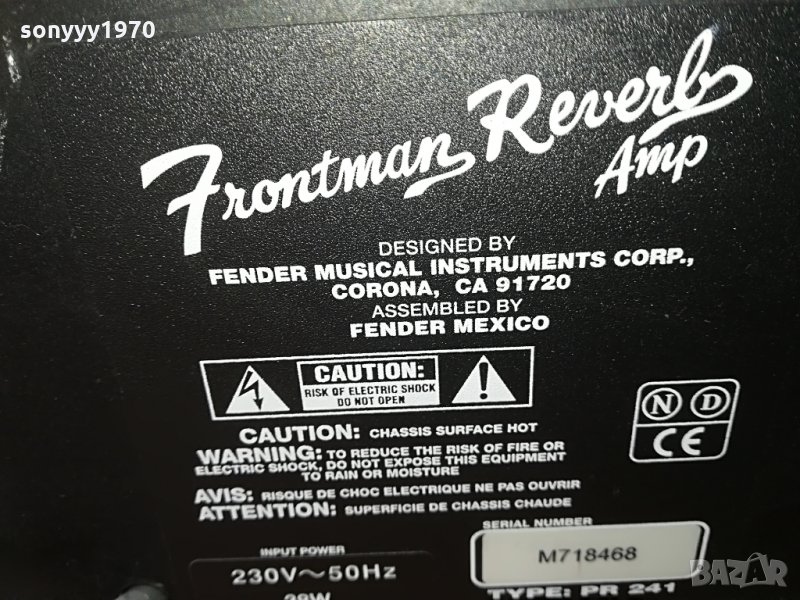 sonyyy1970
Frontman Reverb
Amp
DESIGNED BY
FENDER MUSICAL INSTRUMENTS CORP.,
CORONA, CA 91720
ASSEMBLED BY
FENDER MEXICO
CAUTION:
RISK OF ELECTRIC SHOCK
DO NOT OPEN
N D
CE
CAUTION: CHASSIS SURFACE HOT
WARNING: TO REDUCE THE RISK OF FIRE OR
ELECTRIC SHOCK, DO NOT EXPOSE THIS EQUIPMENT
TO RAIN OR MOISTURE
AVIS: RISQUE DE CHOC ELECTRIQUE NE PAS OUVRIR
ATTENTION: SUPERFICIE DE CHASSIS CHAUDE
SERIAL NUMBER
INPUT POWER
M718468
230V~50Hz
TYPE: PR 241
BAZAR